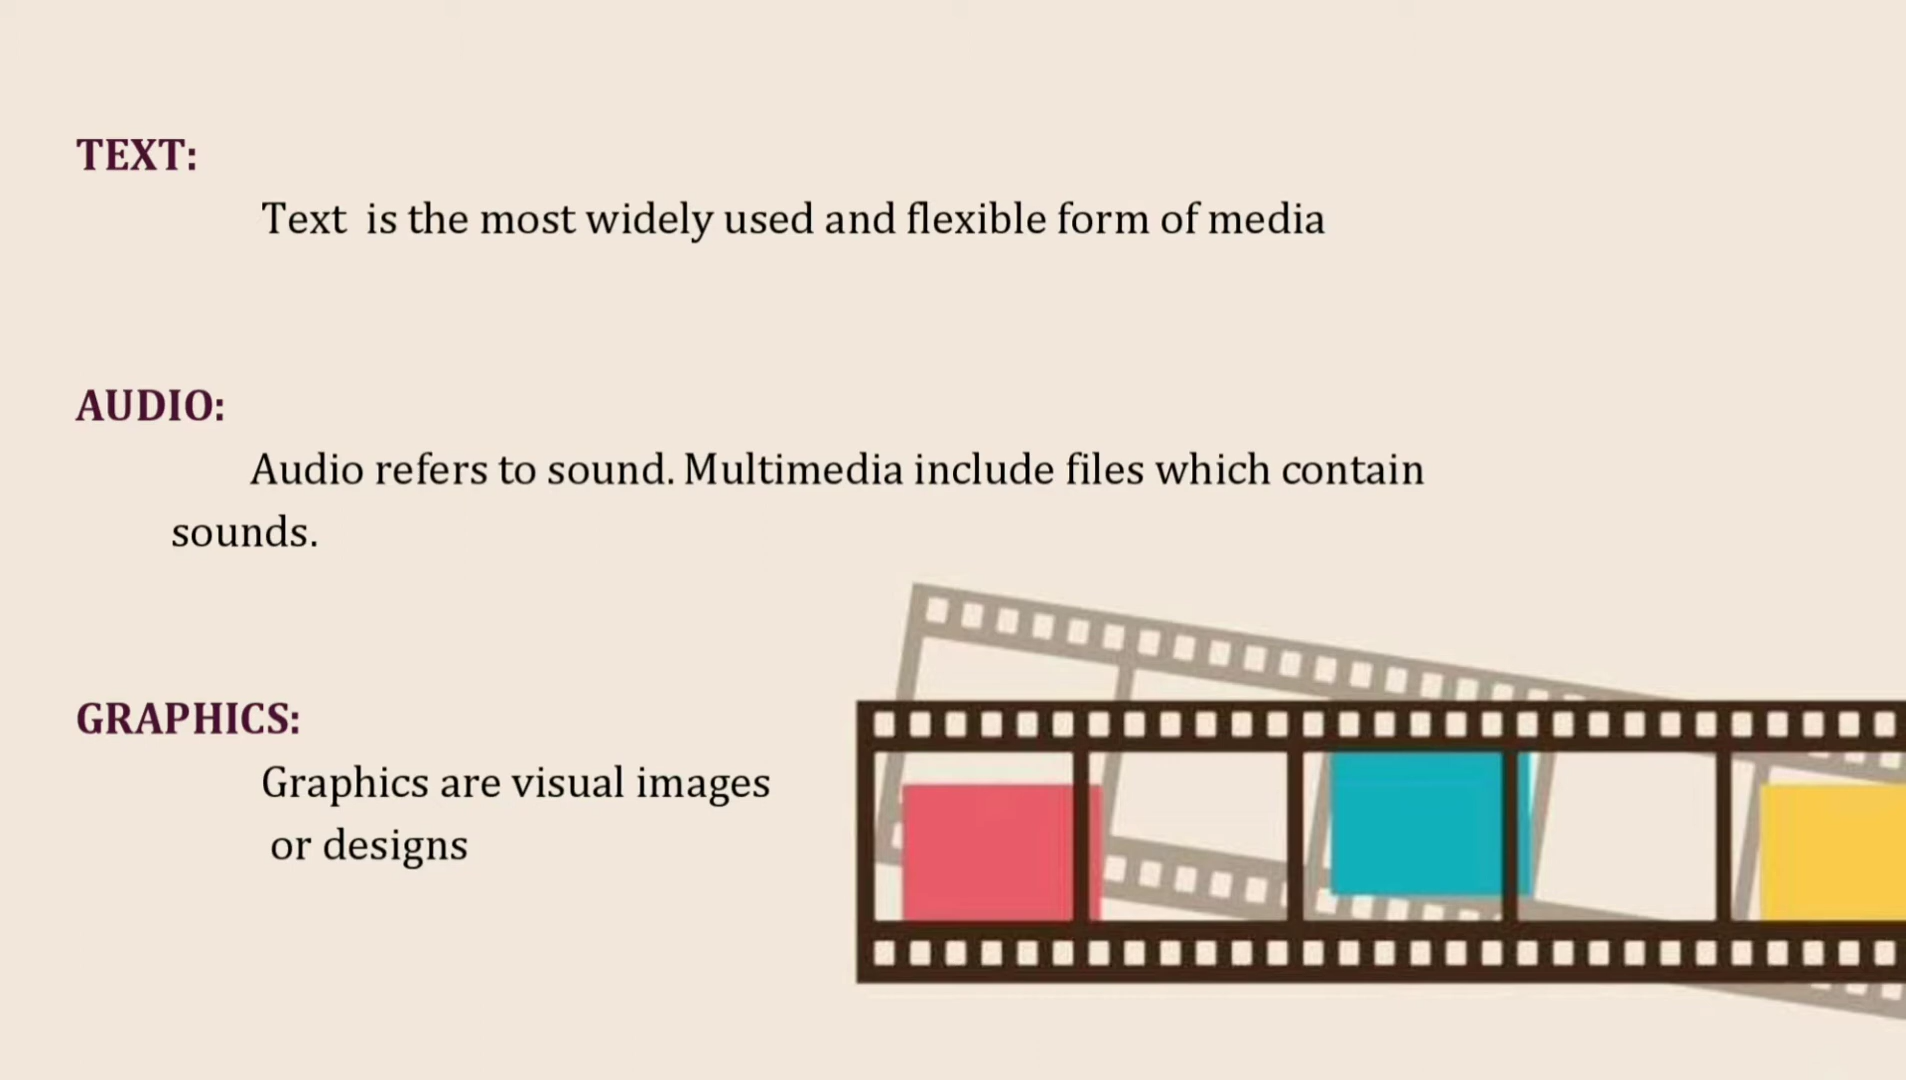 TEXT:
Text is the most widely used and flexible form of media
AUDIO:
Audio refers to sound. Multimedia include files which contain
sounds.
GRAPHICS:
Graphics are visual images
or designs